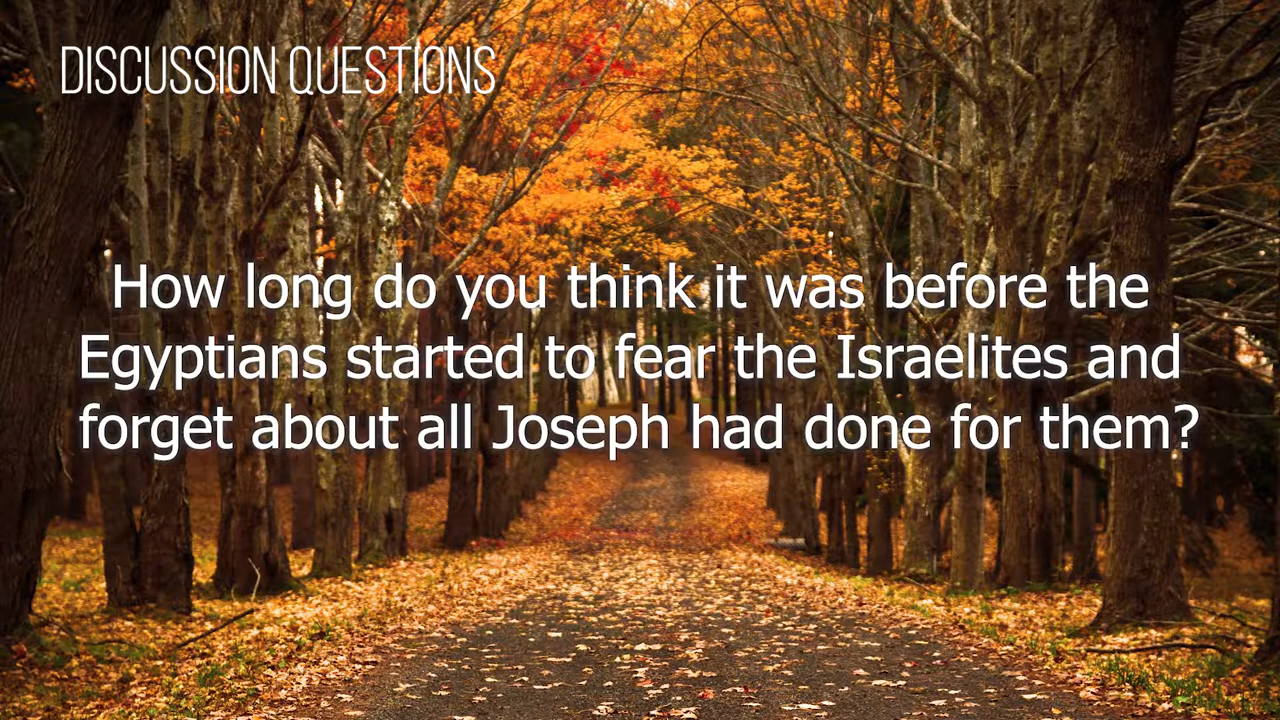 DISCUSSION QUESTIONS
How long do you think it was before the
Egyptians started to fear the Israelites and
forget about all Joseph had done for them?